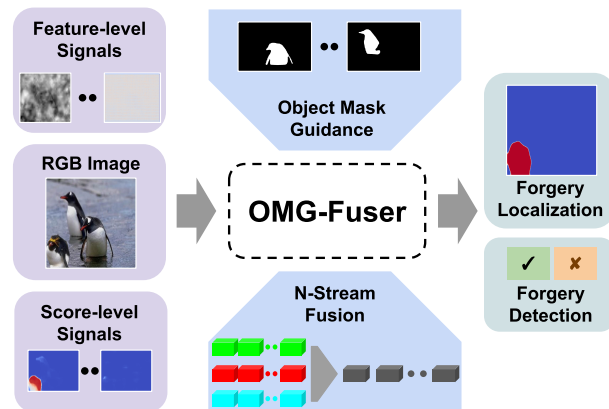 Feature-level
Signals
RGB Image
Score-level
Signals
Object Mask
Guidance
OMG-Fuser
N-Stream
Fusion
Forgery
Localization
Forgery
Detection